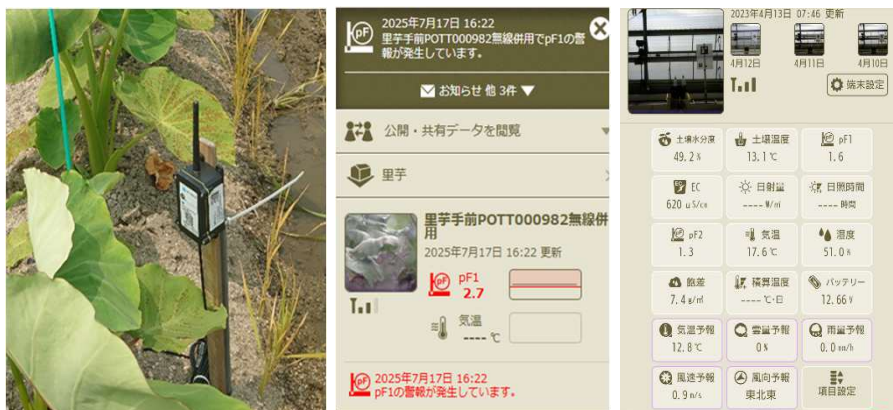 2025年7月17日 16:22
里芋手前POTT000982無線併用でpF1の警
報が発生しています。
お知らせ 他 3件 ▼
公開・共有データを閲覧
里芋
里芋手前POTT000982無線併
用
2025年7月17日 16:22 更新
pF1
2.7
気温
---- ℃
2025年7月17日 16:22
pF1の警報が発生しています。
2023年4月13日 07:46 更新
4月12日 4月11日 4月10日
端末設定
土壌水分度 土壌温度 pF1
49.2 % 13.1 ℃ 1.6
EC 日射量 日照時間
620 μS/cm ---- W/㎡ ---- 時間
pF2 気温 湿度
1.3 17.6 ℃ 51.0 %
飽差 積算温度 バッテリー
7.4 g/㎥ ---- ℃・日 12.66 V
気温予報 雲量予報 雨量予報
12.8 ℃ 0 % 0.0 mm/h
風速予報 風向予報 項目設定
0.9 m/s 東北東